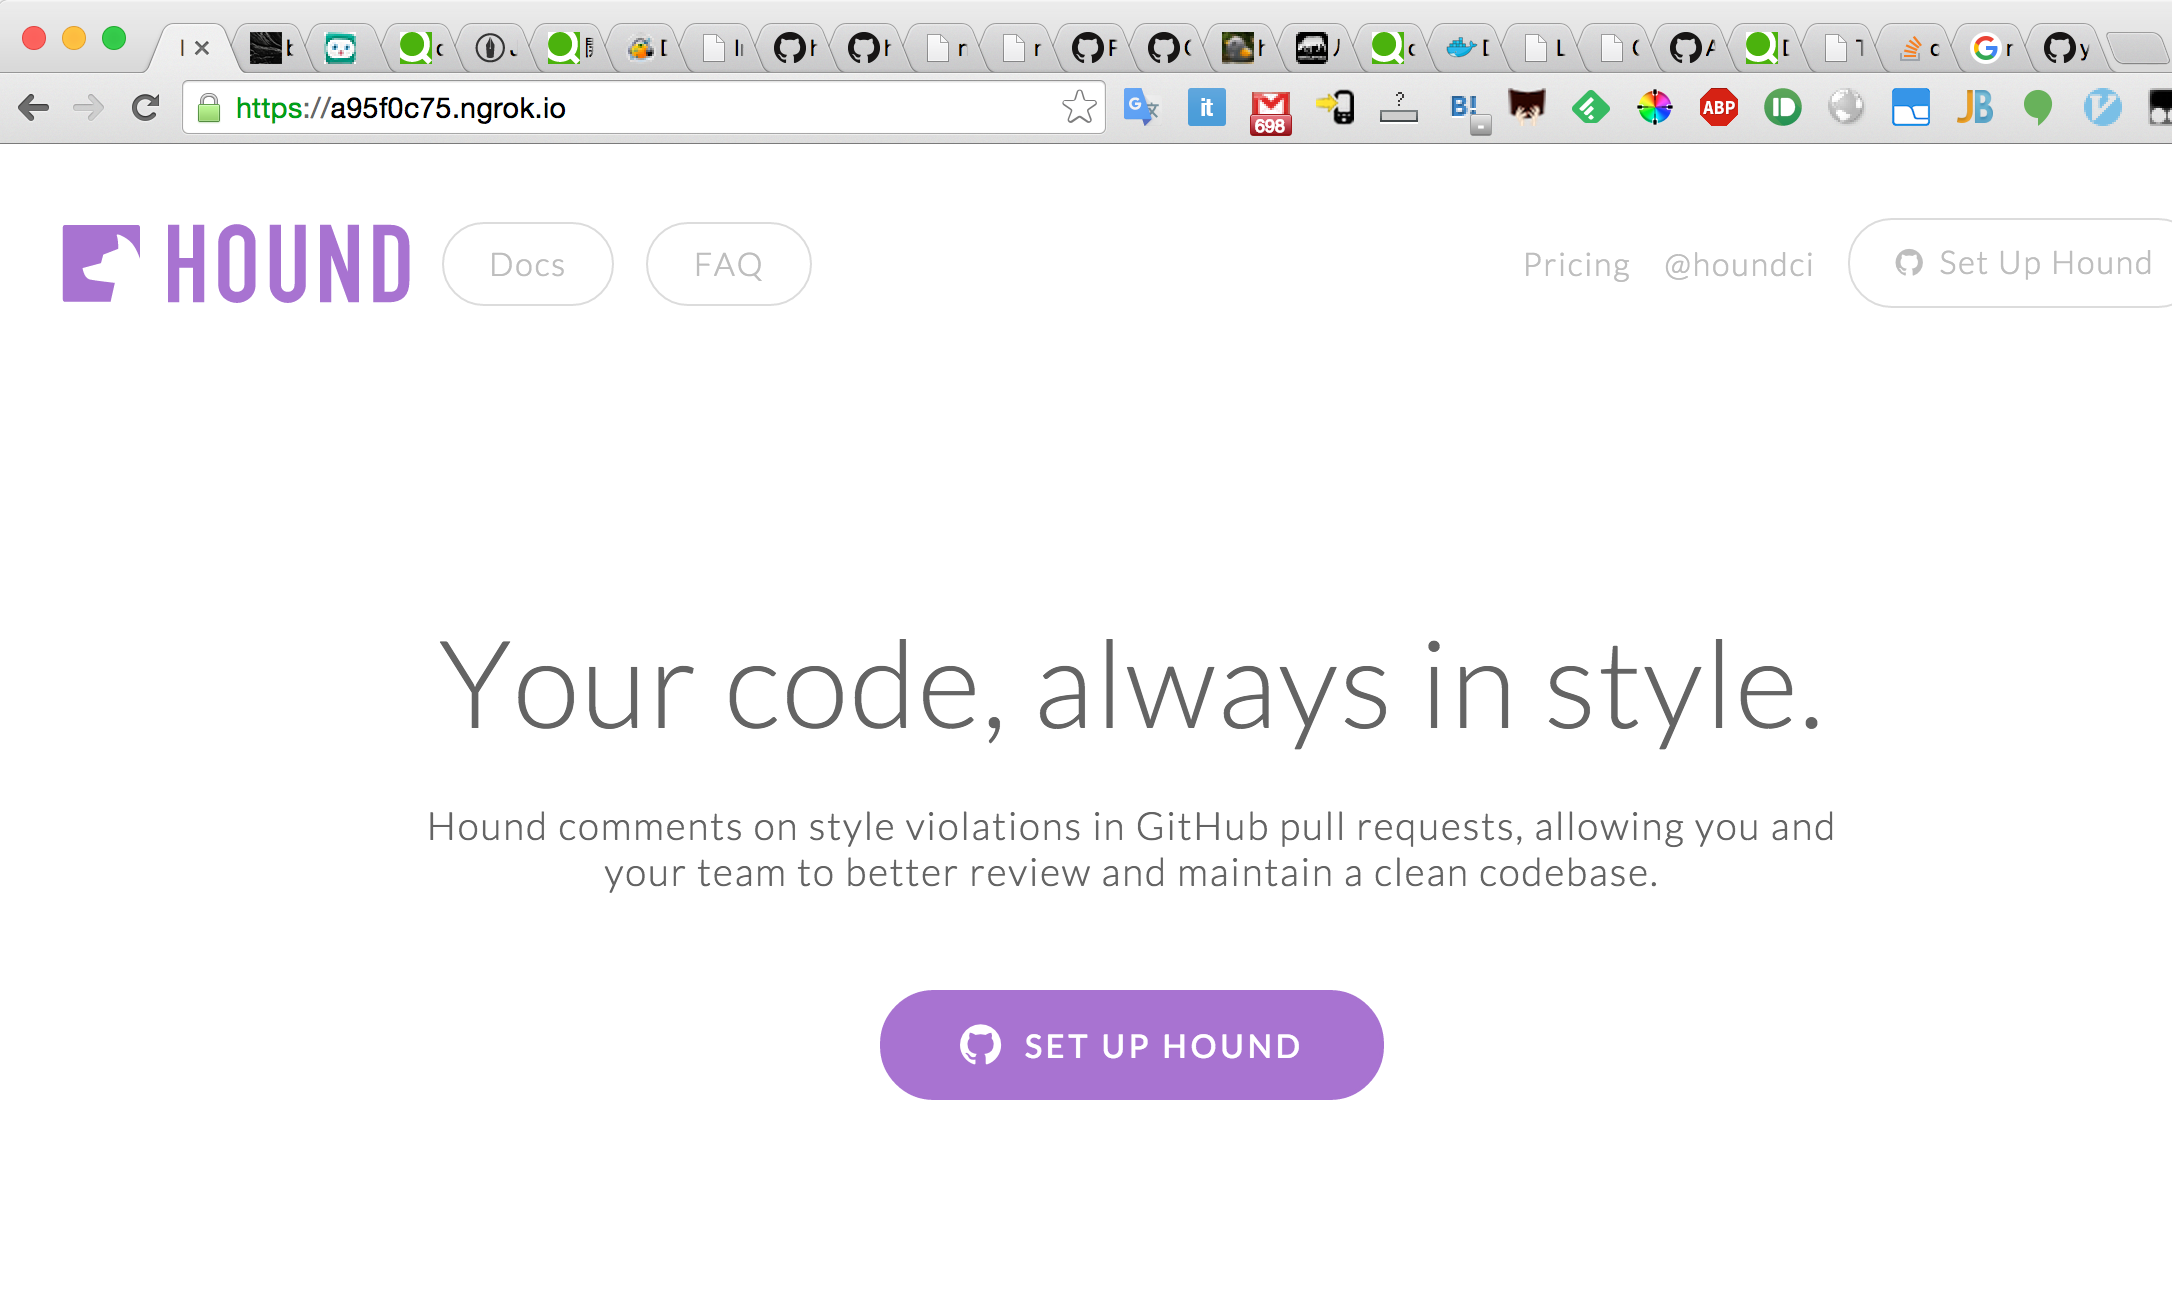 https://a95f0c75.ngrok.io
it
698
?
B!
ABP
JB
HOUND
Docs
FAQ
Pricing
@houndci
Set Up Hound
Your code, always in style.
Hound comments on style violations in GitHub pull requests, allowing you and
your team to better review and maintain a clean codebase.
SET UP HOUND